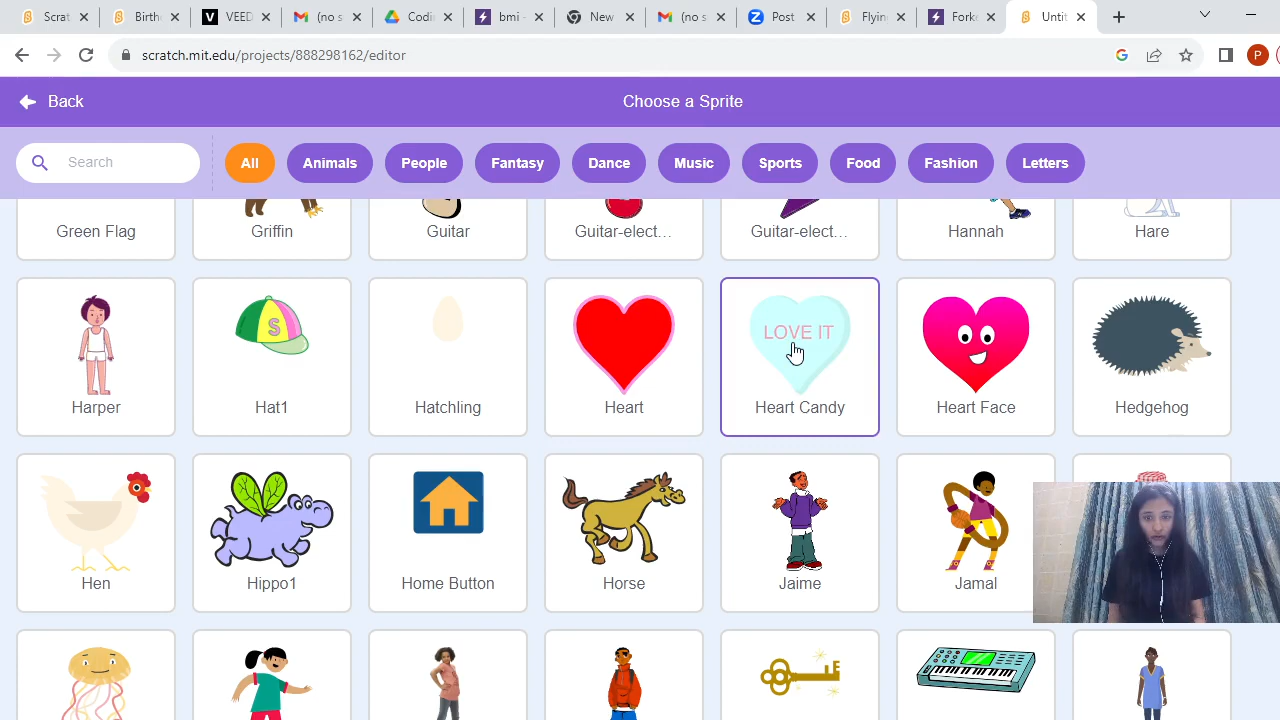 Scrat
Birth
VEED
(no s
Codi
bmi -
New
(no s
Post
Flyin
Fork
Untit
scratch.mit.edu/projects/888298162/editor
P
Back
Choose a Sprite
Search
All
Animals
People
Fantasy
Dance
Music
Sports
Food
Fashion
Letters
Green Flag
Griffin
Guitar
Guitar-elect...
Guitar-elect...
Hannah
Hare
S
LOVE IT
Harper
Hat1
Hatchling
Heart
Heart Candy
Heart Face
Hedgehog
Hen
Hippo1
Home Button
Horse
Jaime
Jamal